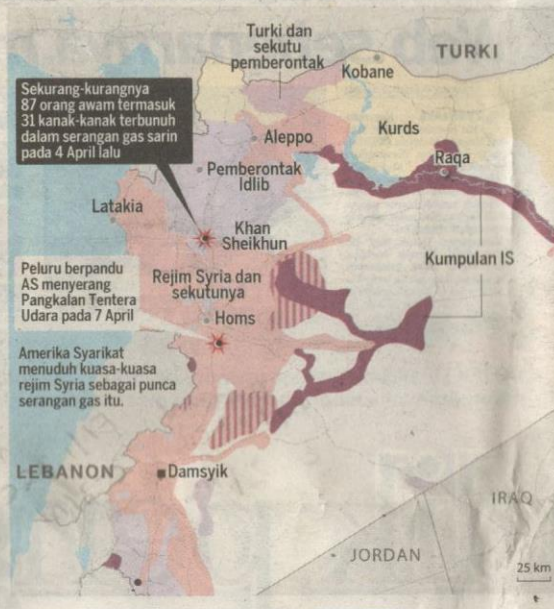 Turki dan
sekutu
pemberontak
TURKI
Kobane
Sekurang-kurangnya
87 orang awam termasuk
31 kanak-kanak terbunuh
dalam serangan gas sarin
pada 4 April lalu
Aleppo
Kurds
Raqa
Pemberontak
Idlib
Latakia
Khan
Sheikhun
Kumpulan IS
Peluru berpandu
AS menyerang
Pangkalan Tentera
Udara pada 7 April
Rejim Syria dan
sekutunya
Homs
Amerika Syarikat
menuduh kuasa-kuasa
rejim Syria sebagai punca
serangan gas itu.
LEBANON
Damsyik
IRAQ
JORDAN
25 km